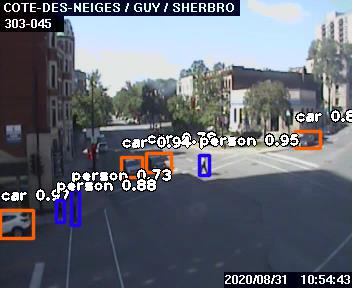 COTE-DES-NEIGES / GUY / SHERBRO
303-045
car 0.8
car 0.94
person 0.95
person 0.73
person 0.88
car 0.97
2020/08/31 10:54:43